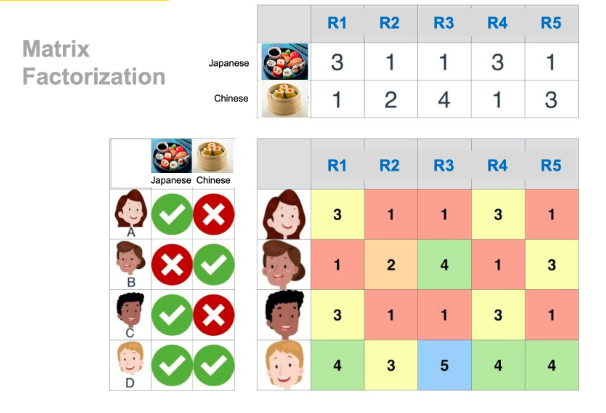 Matrix
Factorization
R1 R2 R3 R4 R5
Japanese 3 1 1 3 1
Chinese 1 2 4 1 3
Japanese Chinese
R1 R2 R3 R4 R5
A 3 1 1 3 1
B 1 2 4 1 3
C 3 1 1 3 1
D 4 3 5 4 4